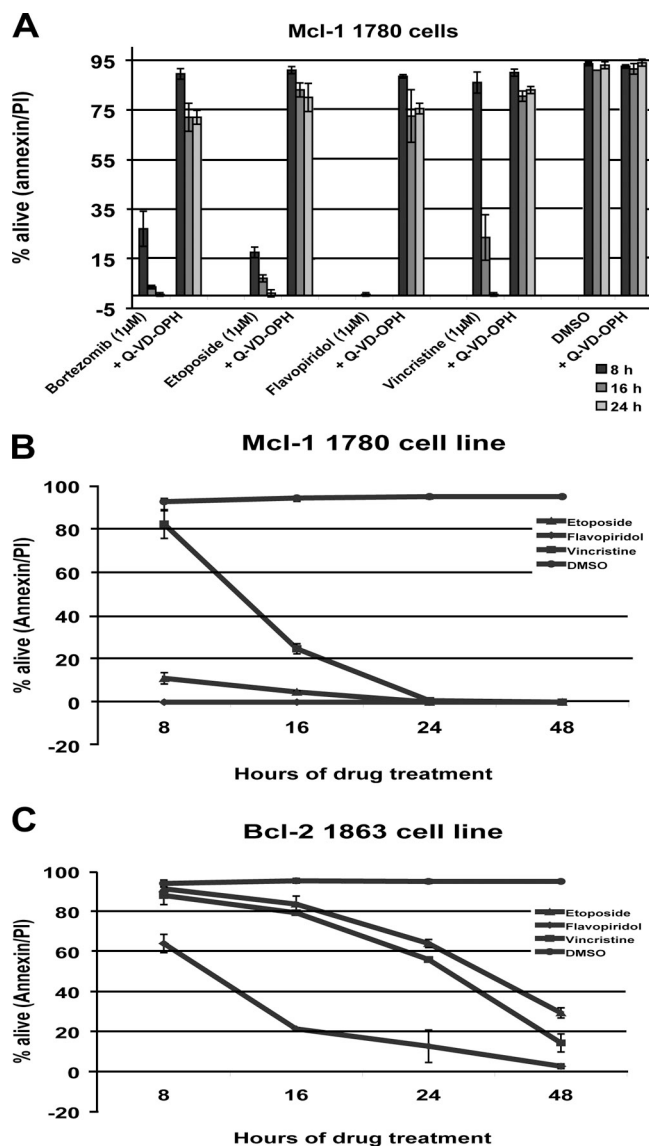 A
Mcl-1 1780 cells
% alive (annexin/PI)
95
75
55
35
15
-5
Bortezomib (1µM)
+ Q-VD-OPH
Etoposide (1µM)
+ Q-VD-OPH
Flavopiridol (1µM)
+ Q-VD-OPH
Vincristine (1µM)
+ Q-VD-OPH
DMSO
+ Q-VD-OPH
8 h
16 h
24 h
B
Mcl-1 1780 cell line
% alive (Annexin/PI)
100
80
60
40
20
0
-20
Etoposide
Flavopiridol
Vincristine
DMSO
8 16 24 48
Hours of drug treatment
C
Bcl-2 1863 cell line
% alive (Annexin/PI)
100
80
60
40
20
0
-20
Etoposide
Flavopiridol
Vincristine
DMSO
8 16 24 48
Hours of drug treatment